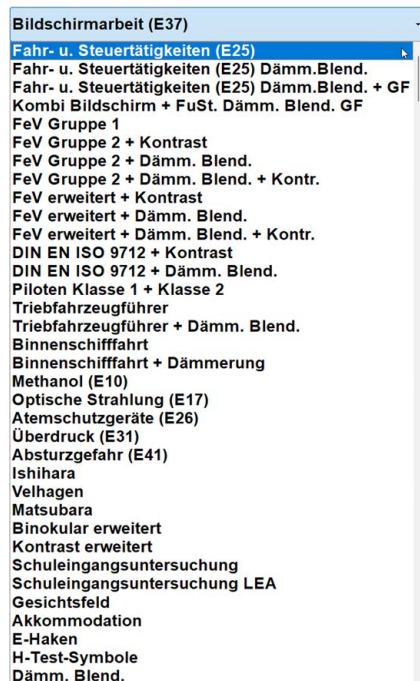 Bildschirmarbeit (E37)
Fahr- u. Steuertätigkeiten (E25)
Fahr- u. Steuertätigkeiten (E25) Dämm.Blend.
Fahr- u. Steuertätigkeiten (E25) Dämm.Blend. + GF
Kombi Bildschirm + FuSt. Dämm. Blend. GF
FeV Gruppe 1
FeV Gruppe 2 + Kontrast
FeV Gruppe 2 + Dämm. Blend.
FeV Gruppe 2 + Dämm. Blend. + Kontr.
FeV erweitert + Kontrast
FeV erweitert + Dämm. Blend.
FeV erweitert + Dämm. Blend. + Kontr.
DIN EN ISO 9712 + Kontrast
DIN EN ISO 9712 + Dämm. Blend.
Piloten Klasse 1 + Klasse 2
Triebfahrzeugführer
Triebfahrzeugführer + Dämm. Blend.
Binnenschifffahrt
Binnenschifffahrt + Dämmerung
Methanol (E10)
Optische Strahlung (E17)
Atemschutzgeräte (E26)
Überdruck (E31)
Absturzgefahr (E41)
Ishihara
Velhagen
Matsubara
Binokular erweitert
Kontrast erweitert
Schuleingangsuntersuchung
Schuleingangsuntersuchung LEA
Gesichtsfeld
Akkommodation
E-Haken
H-Test-Symbole
Dämm. Blend.